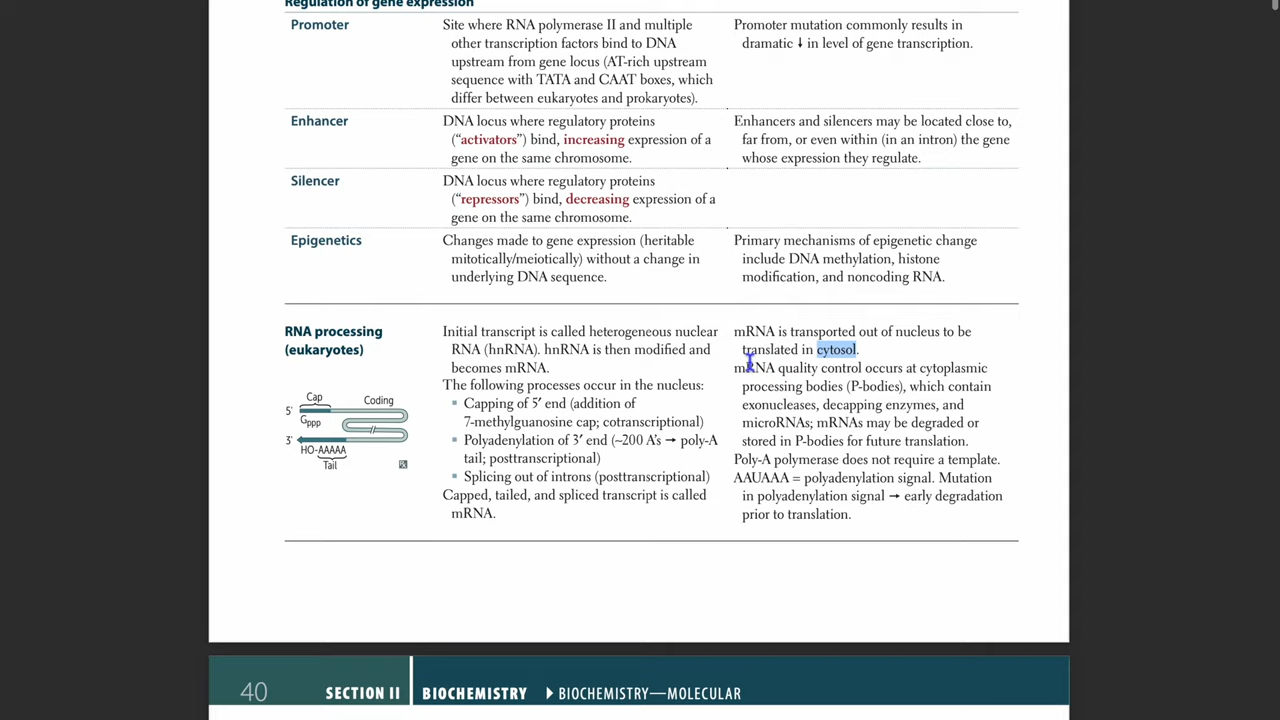 Regulation of gene expression
Promoter
Site where RNA polymerase II and multiple
other transcription factors bind to DNA
upstream from gene locus (AT-rich upstream
sequence with TATA and CAAT boxes, which
differ between eukaryotes and prokaryotes).
Promoter mutation commonly results in
dramatic ↓ in level of gene transcription.
Enhancer
DNA locus where regulatory proteins
(“activators”) bind, increasing expression of a
gene on the same chromosome.
Enhancers and silencers may be located close to,
far from, or even within (in an intron) the gene
whose expression they regulate.
Silencer
DNA locus where regulatory proteins
(“repressors”) bind, decreasing expression of a
gene on the same chromosome.
Epigenetics
Changes made to gene expression (heritable
mitotically/meiotically) without a change in
underlying DNA sequence.
Primary mechanisms of epigenetic change
include DNA methylation, histone
modification, and noncoding RNA.
RNA processing
(eukaryotes)
Cap
Coding
5′
Gppp
3′
HO-AAAAA
Tail
Initial transcript is called heterogeneous nuclear
RNA (hnRNA). hnRNA is then modified and
becomes mRNA.
The following processes occur in the nucleus:
▪ Capping of 5′ end (addition of
7-methylguanosine cap; cotranscriptional)
▪ Polyadenylation of 3′ end (~200 A’s → poly-A
tail; posttranscriptional)
▪ Splicing out of introns (posttranscriptional)
Capped, tailed, and spliced transcript is called
mRNA.
mRNA is transported out of nucleus to be
translated in cytosol.
mRNA quality control occurs at cytoplasmic
processing bodies (P-bodies), which contain
exonucleases, decapping enzymes, and
microRNAs; mRNAs may be degraded or
stored in P-bodies for future translation.
Poly-A polymerase does not require a template.
AAUAAA = polyadenylation signal. Mutation
in polyadenylation signal → early degradation
prior to translation.
40 SECTION II BIOCHEMISTRY ▶ BIOCHEMISTRY—MOLECULAR